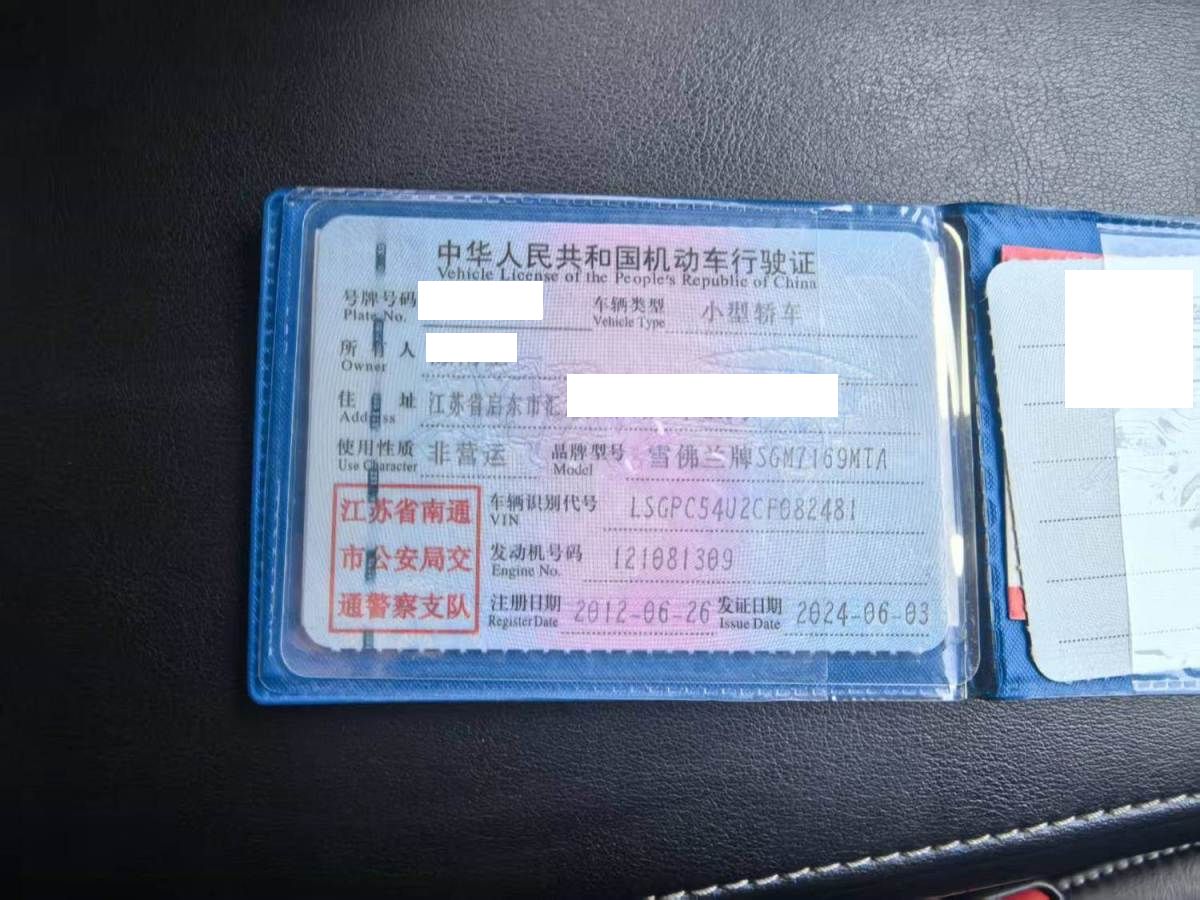 中华人民共和国机动车行驶证
Vehicle License of the People's Republic of China
号牌号码 车辆类型 小型轿车
Plate No. Vehicle Type
所有人
Owner
住址 江苏省启东市汇
Address
使用性质 非营运 品牌型号 雪佛兰牌SGM7169MTA
Use Character Model
江苏省南通 车辆识别代号 LSGPC54U2CF082481
VIN
市公安局交 发动机号码 121081309
Engine No.
通警察支队 注册日期 2012-06-26 发证日期 2024-06-03
Register Date Issue Date